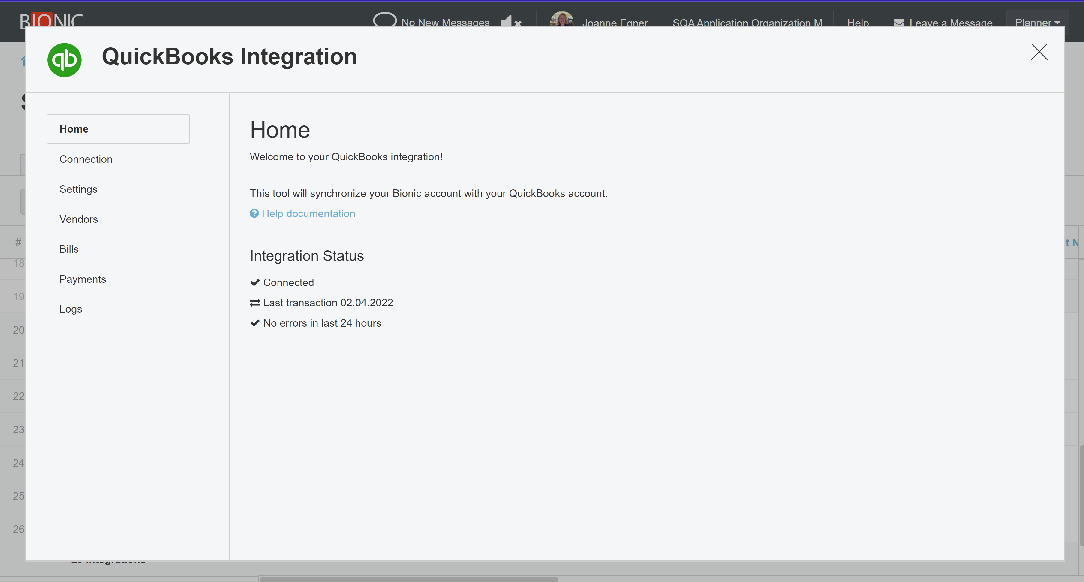 BIONIC
No New Messages
Joanne Egner
SQA Application Organization M
Help
Leave a Message
Planner
qb
QuickBooks Integration
Home
Connection
Settings
Vendors
Bills
Payments
Logs
Home
Welcome to your QuickBooks integration!
This tool will synchronize your Bionic account with your QuickBooks account.
Help documentation
Integration Status
Connected
Last transaction 02.04.2022
No errors in last 24 hours
#
18
19
20
21
22
23
24
25
26
t N